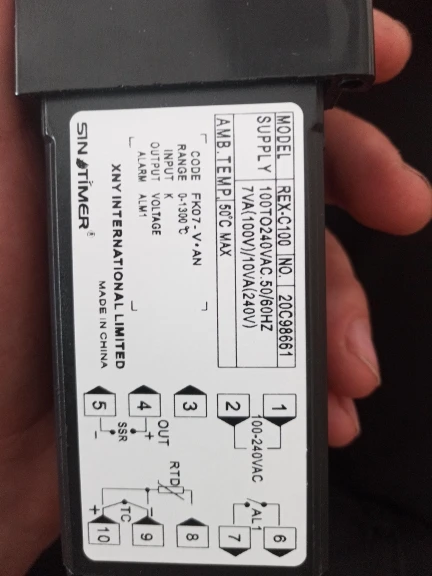 MODEL REX-C100 NO. 20C98661
SUPPLY 100TO240VAC.50/60HZ
7VA(100V)/10VA(240V)
AMB.TEMP. 50°C MAX
CODE FK07-V*AN
RANGE 0-1300℃
INPUT K
OUTPUT VOLTAGE
ALARM ALM1
XNY INTERNATIONAL LIMITED
SINOTIMER® MADE IN CHINA
1 100-240VAC AL1 6
2 7
3 RTD 8
4 + OUT SSR - 9
5 - TC + 10